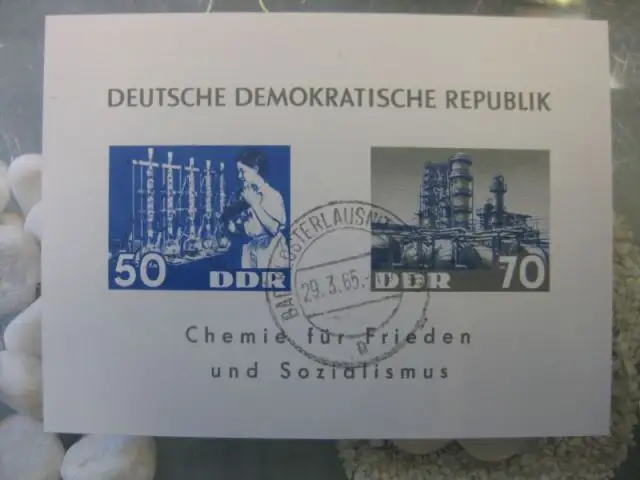 DEUTSCHE DEMOKRATISCHE REPUBLIK
50 DDR
DDR 70
29.3.65.-
a
Chemie für Frieden
und Sozialismus